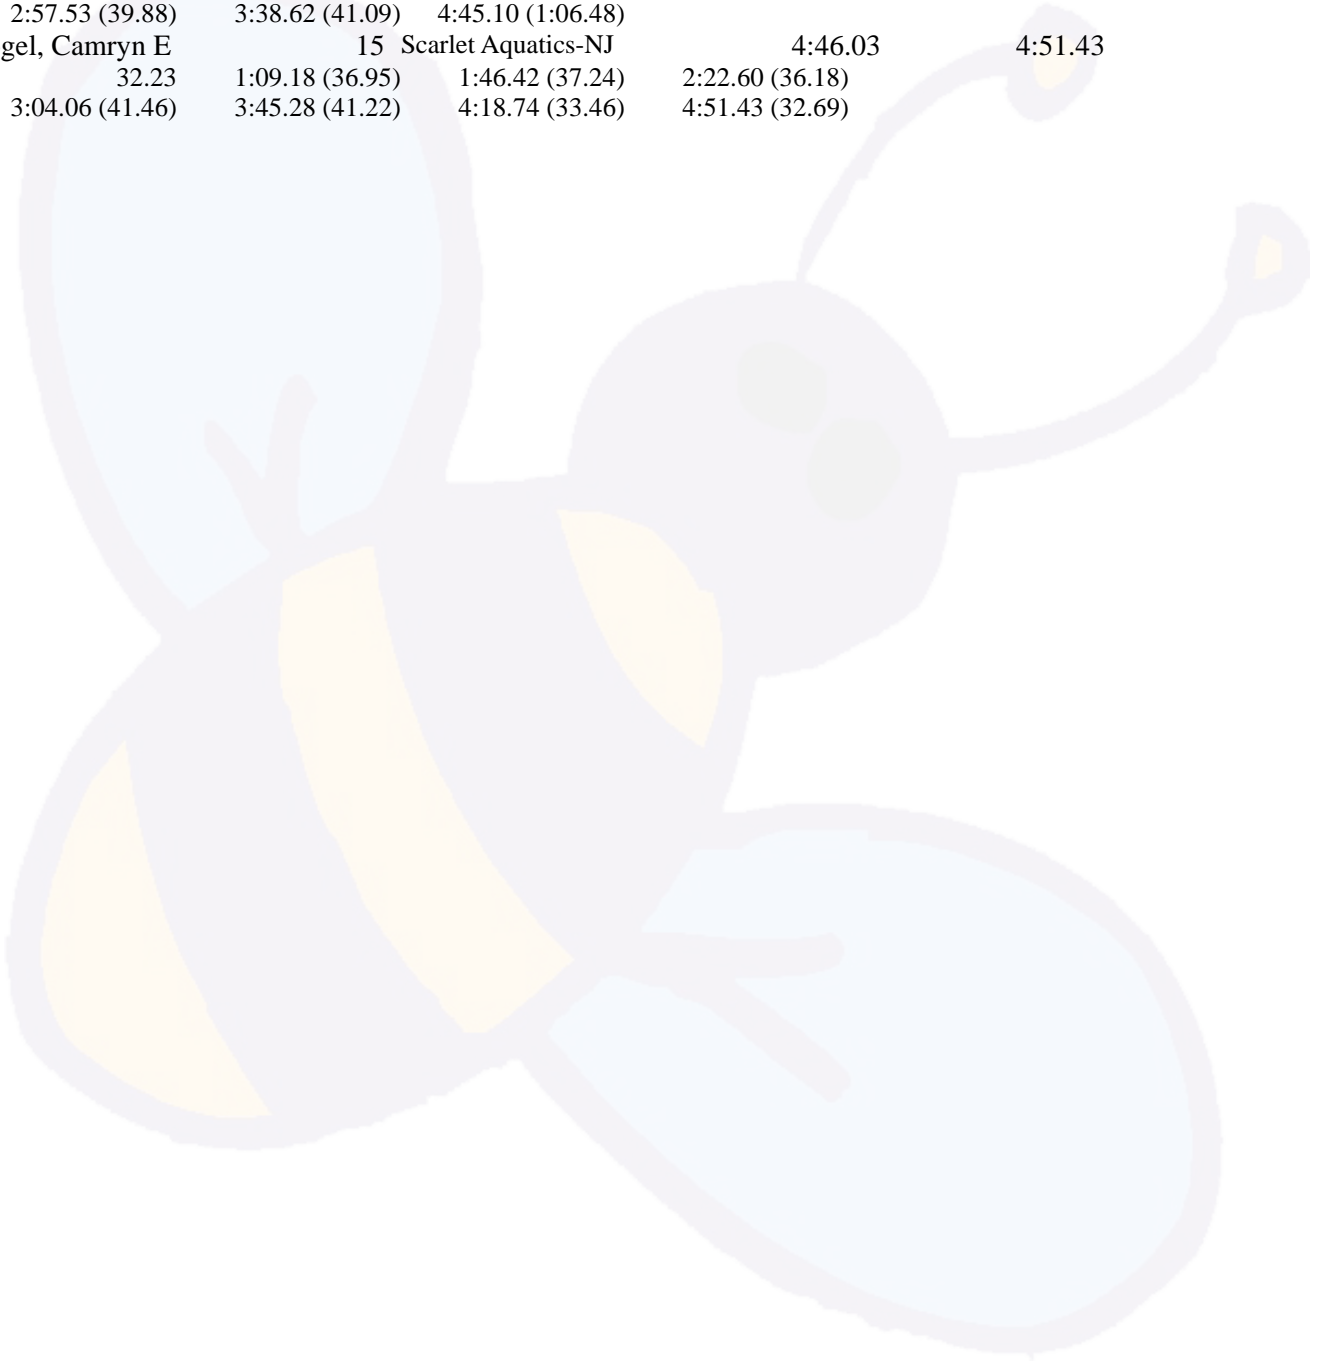 2:57.53 (39.88) 3:38.62 (41.09) 4:45.10 (1:06.48)
gel, Camryn E 15 Scarlet Aquatics-NJ 4:46.03 4:51.43
32.23 1:09.18 (36.95) 1:46.42 (37.24) 2:22.60 (36.18)
3:04.06 (41.46) 3:45.28 (41.22) 4:18.74 (33.46) 4:51.43 (32.69)